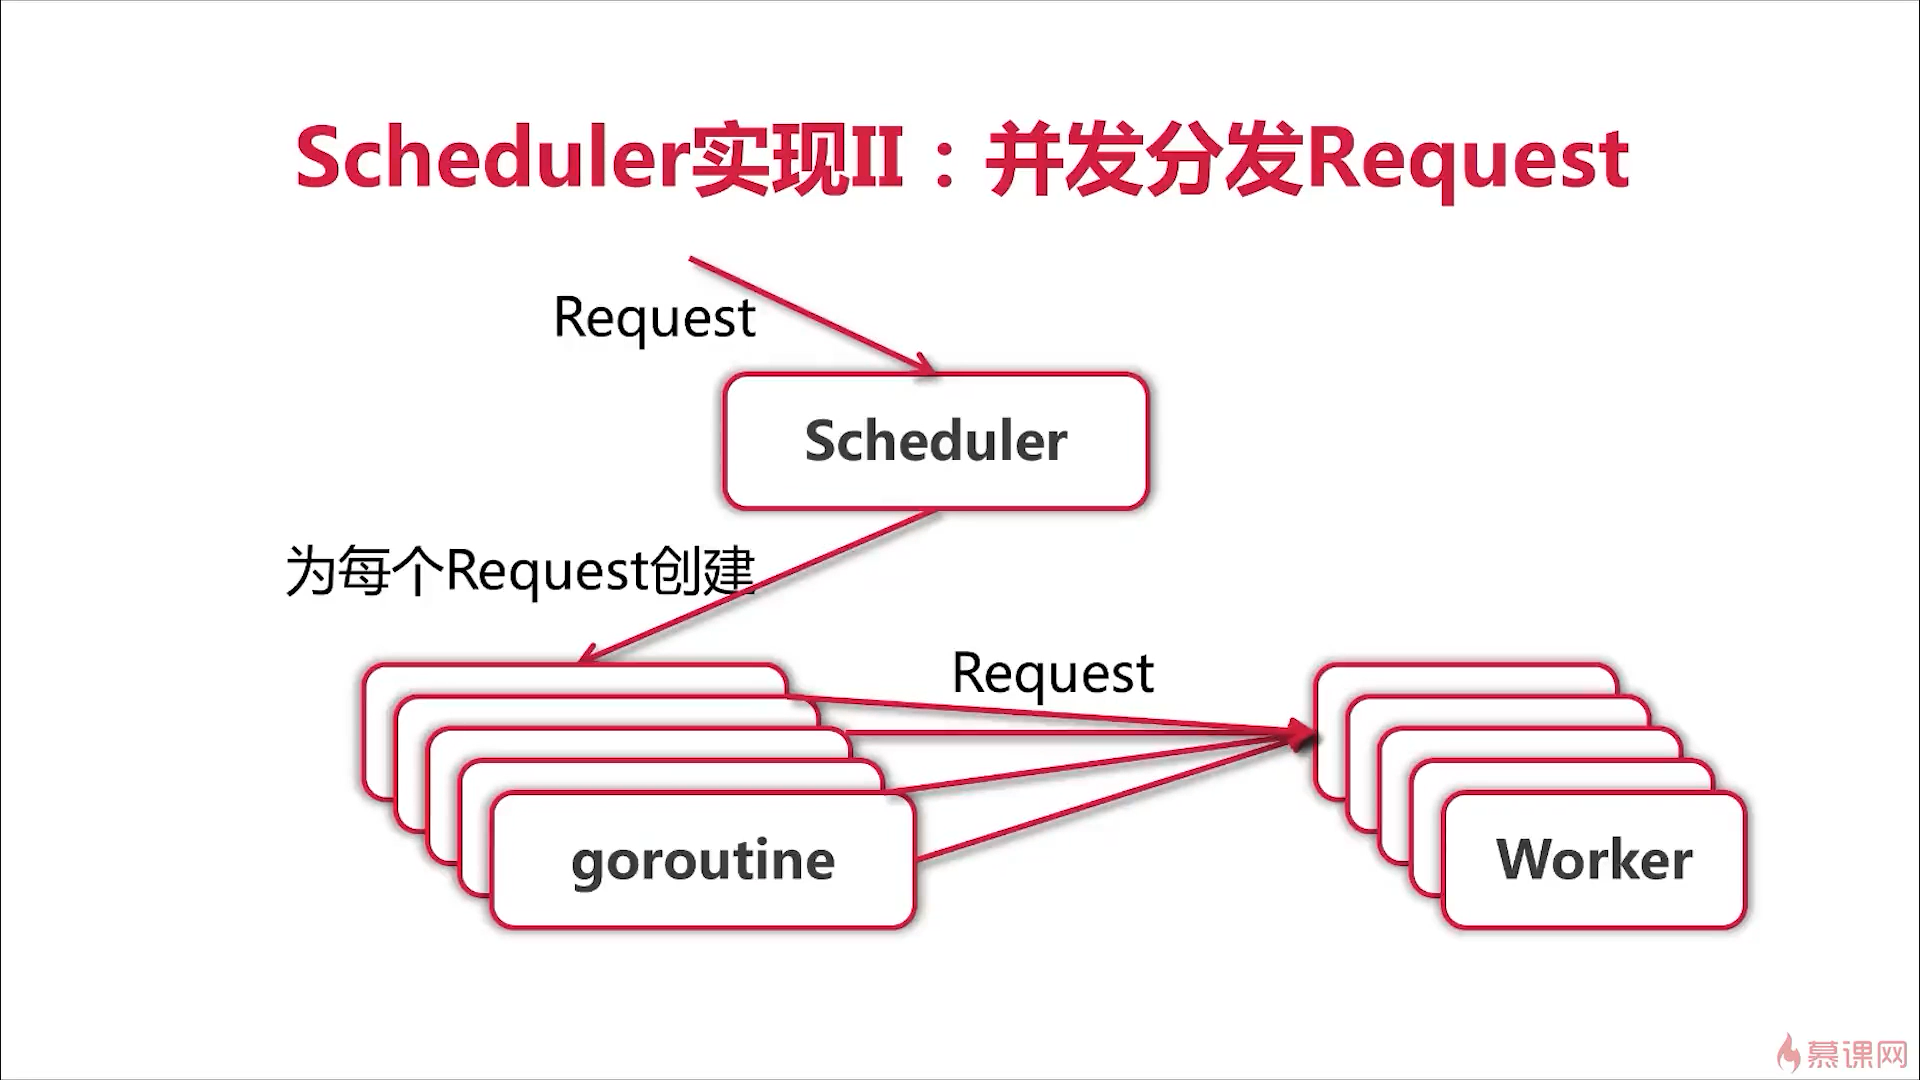 Scheduler实现II：并发分发Request
Request
Scheduler
为每个Request创建
Request
goroutine
Worker
慕课网